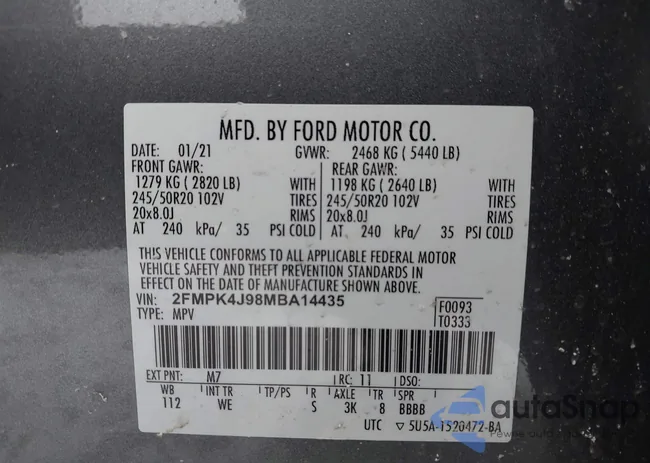 MFD. BY FORD MOTOR CO.
DATE: 01/21 GVWR: 2468 KG ( 5440 LB)
FRONT GAWR: REAR GAWR:
1279 KG ( 2820 LB) WITH 1198 KG ( 2640 LB) WITH
245/50R20 102V TIRES 245/50R20 102V TIRES
20x8.0J RIMS 20x8.0J RIMS
AT 240 kPa/ 35 PSI COLD AT 240 kPa/ 35 PSI COLD
THIS VEHICLE CONFORMS TO ALL APPLICABLE FEDERAL MOTOR
VEHICLE SAFETY AND THEFT PREVENTION STANDARDS IN
EFFECT ON THE DATE OF MANUFACTURE SHOWN ABOVE.
VIN: 2FMPK4J98MBA14435 F0093
TYPE: MPV T0333
EXT PNT: M7 RC: 11 DSO:
WB INT TR TP/PS R AXLE TR SPR
112 WE S 3K 8 BBBB
UTC ▽ 5U5A-1520472-BA
autoSnap
Pewne auto z USA